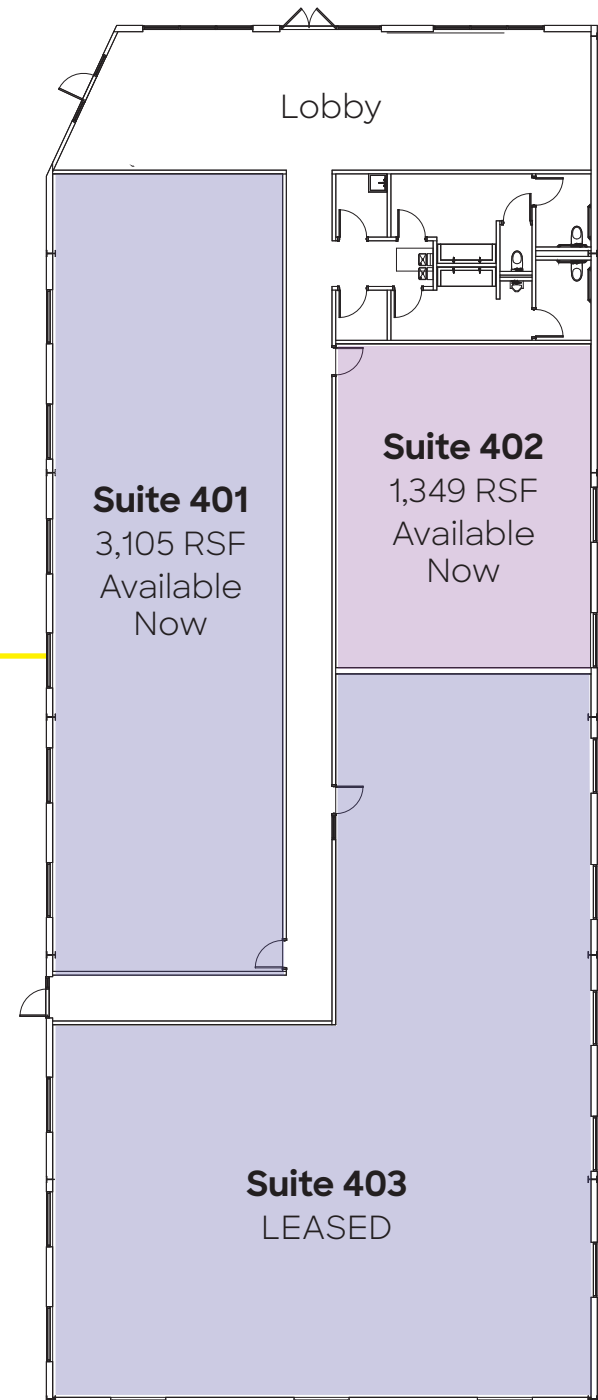 Lobby
Suite 401
3,105 RSF
Available
Now
Suite 402
1,349 RSF
Available
Now
Suite 403
LEASED